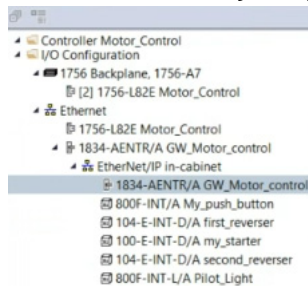 Controller Motor_Control
I/O Configuration
1756 Backplane, 1756-A7
[2] 1756-L82E Motor_Control
Ethernet
1756-L82E Motor_Control
1834-AENTR/A GW_Motor_control
EtherNet/IP in-cabinet
1834-AENTR/A GW_Motor_control
800F-INT/A My_push_button
104-E-INT-D/A first_reverser
100-E-INT-D/A my_starter
104-E-INT-D/A second_reverser
800F-INT-L/A Pilot_Light